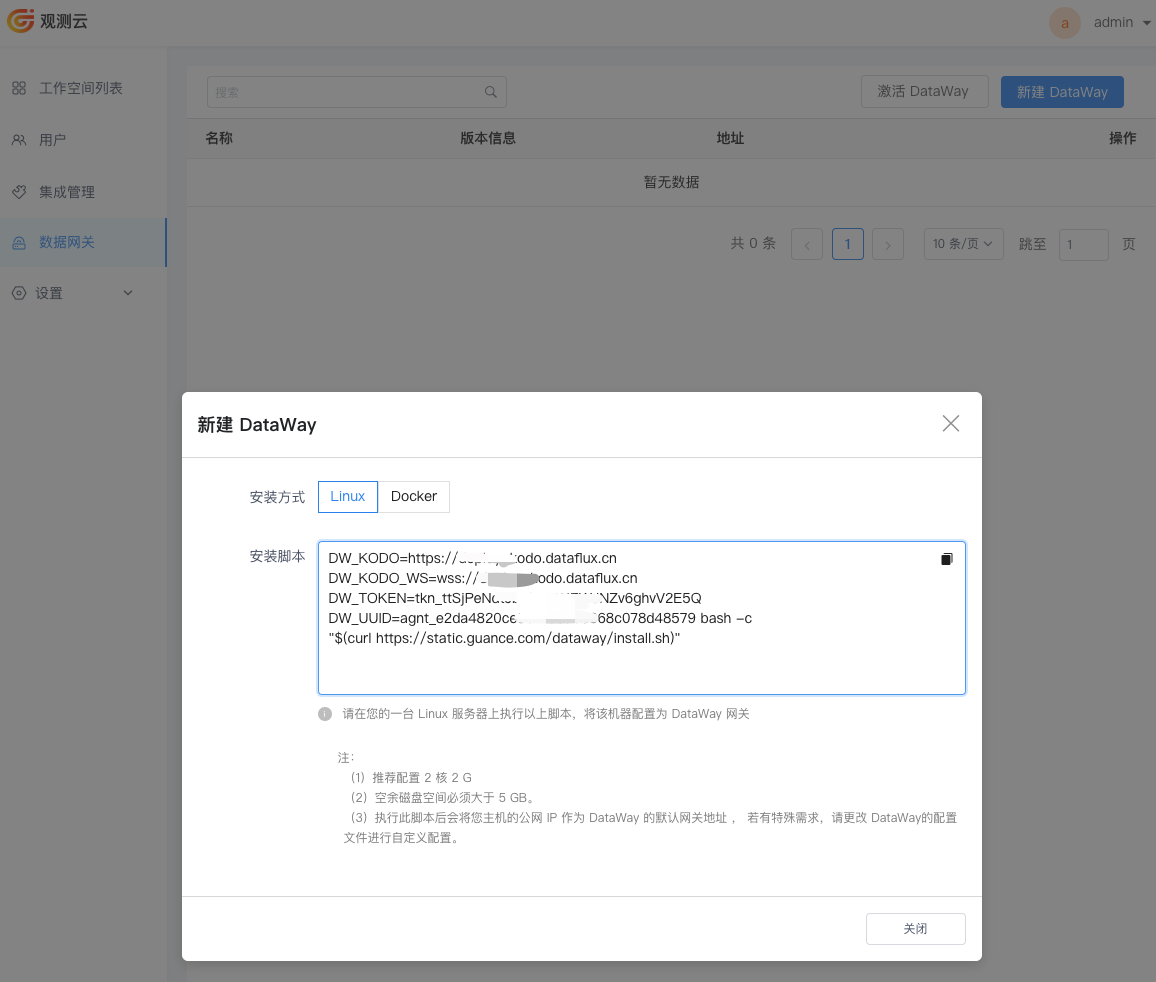 观测云
a admin
工作空间列表
用户
集成管理
数据网关
设置
搜索
激活 DataWay
新建 DataWay
名称 版本信息 地址 操作
暂无数据
共 0 条 1 10 条/页 跳至 1 页
新建 DataWay
安装方式 Linux Docker
安装脚本
DW_KODO=https:// kodo.dataflux.cn
DW_KODO_WS=wss:// kodo.dataflux.cn
DW_TOKEN=tkn_ttSjPeN NZv6ghvV2E5Q
DW_UUID=agnt_e2da4820ce 68c078d48579 bash -c
"$(curl https://static.guance.com/dataway/install.sh)"
请在您的一台 Linux 服务器上执行以上脚本，将该机器配置为 DataWay 网关
注：
（1）推荐配置 2 核 2 G
（2）空余磁盘空间必须大于 5 GB。
（3）执行此脚本后会将您主机的公网 IP 作为 DataWay 的默认网关地址 ， 若有特殊需求，请更改 DataWay的配置
文件进行自定义配置。
关闭